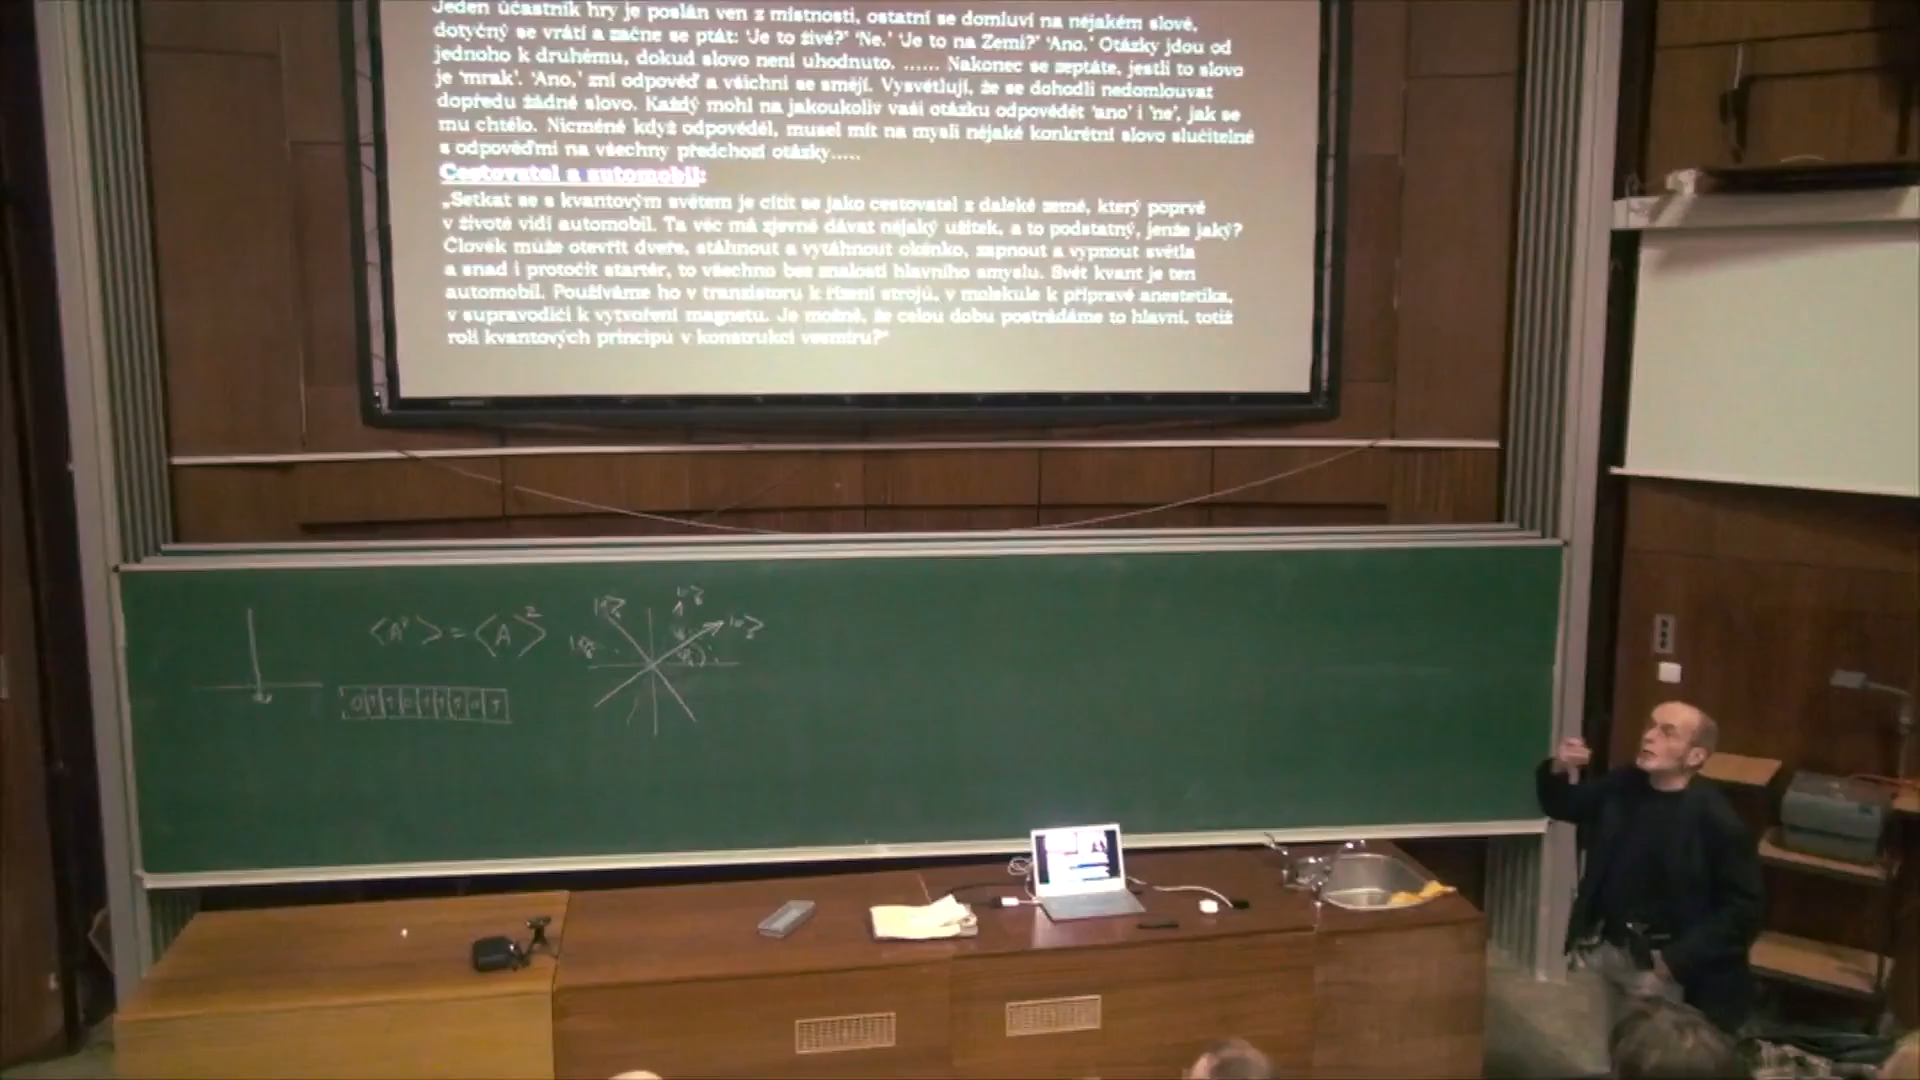 Jeden účastník hry je poslán ven z místnosti, ostatní se domluví na nějakém slově,
dotyčný se vrátí a začne se ptát: 'Je to živé?' 'Ne.' 'Je to na Zemi?' 'Ano.' Otázky jdou od
jednoho k druhému, dokud slovo není uhodnuto. ...... Nakonec se zeptáte, jestli to slovo
je 'mrak'. 'Ano,' zní odpověď a všichni se smějí. Vysvětlují, že se dohodli nedomlouvat
dopředu žádné slovo. Každý mohl na jakoukoliv vaši otázku odpovědět 'ano' i 'ne', jak se
mu chtělo. Nicméně když odpověděl, musel mít na mysli nějaké konkrétní slovo slučitelné
s odpověďmi na všechny předchozí otázky.....
Cestovatel a automobil:
„Setkat se s kvantovým světem je cítit se jako cestovatel z daleké země, který poprvé
v životě vidí automobil. Ta věc má zjevně dávat nějaký užitek, a to podstatný, jenže jaký?
Člověk může otevřít dveře, stáhnout a vytáhnout okénko, zapnout a vypnout světla
a snad i protočit startér, to všechno bez znalosti hlavního smyslu. Svět kvant je ten
automobil. Používáme ho v tranzistoru k řízení strojů, v molekule k přípravě anestetika,
v supravodiči k vytvoření magnetu. Je možné, že celou dobu postrádáme to hlavní, totiž
roli kvantových principů v konstrukci vesmíru?"
⟨A²⟩ = ⟨A⟩²